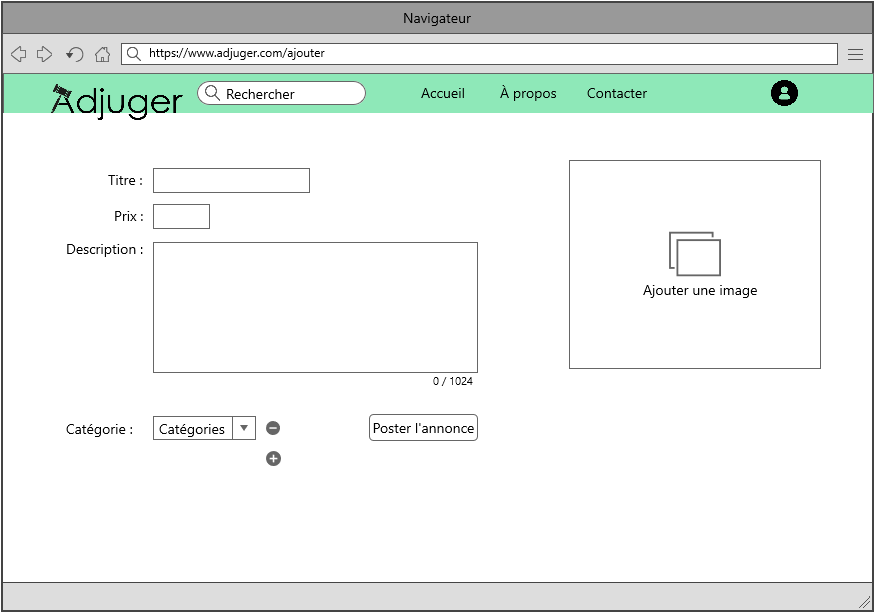 Navigateur
https://www.adjuger.com/ajouter
Adjuger
Rechercher
Accueil
À propos
Contacter
Titre :
Prix :
Description :
0 / 1024
Ajouter une image
Catégorie :
Catégories
Poster l'annonce